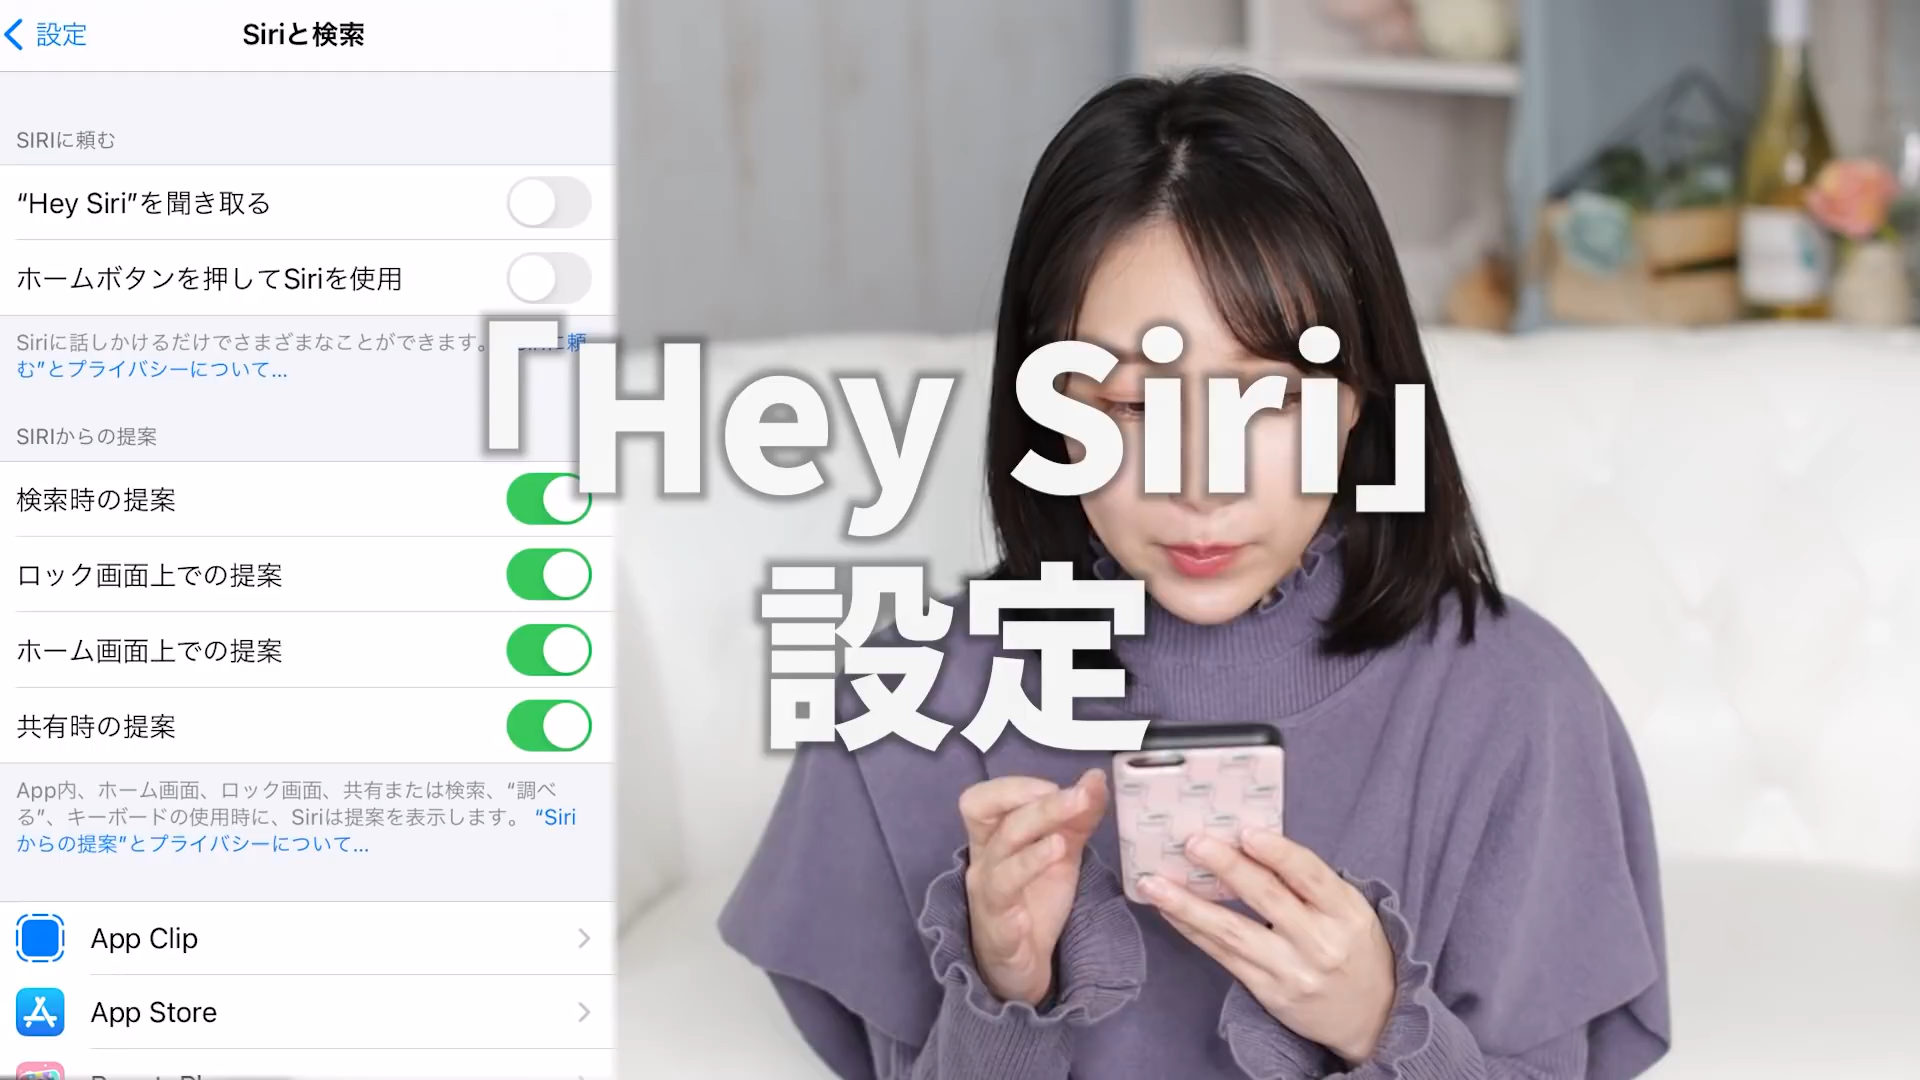 設定
Siriと検索
SIRIに頼む
“Hey Siri”を聞き取る
ホームボタンを押してSiriを使用
Siriに話しかけるだけでさまざまなことができます。
む”とプライバシーについて...
SIRIからの提案
検索時の提案
ロック画面上での提案
ホーム画面上での提案
共有時の提案
App内、ホーム画面、ロック画面、共有または検索、“調べ
る”、キーボードの使用時に、Siriは提案を表示します。 “Siri
からの提案”とプライバシーについて...
App Clip
App Store
「Hey Siri」
設定